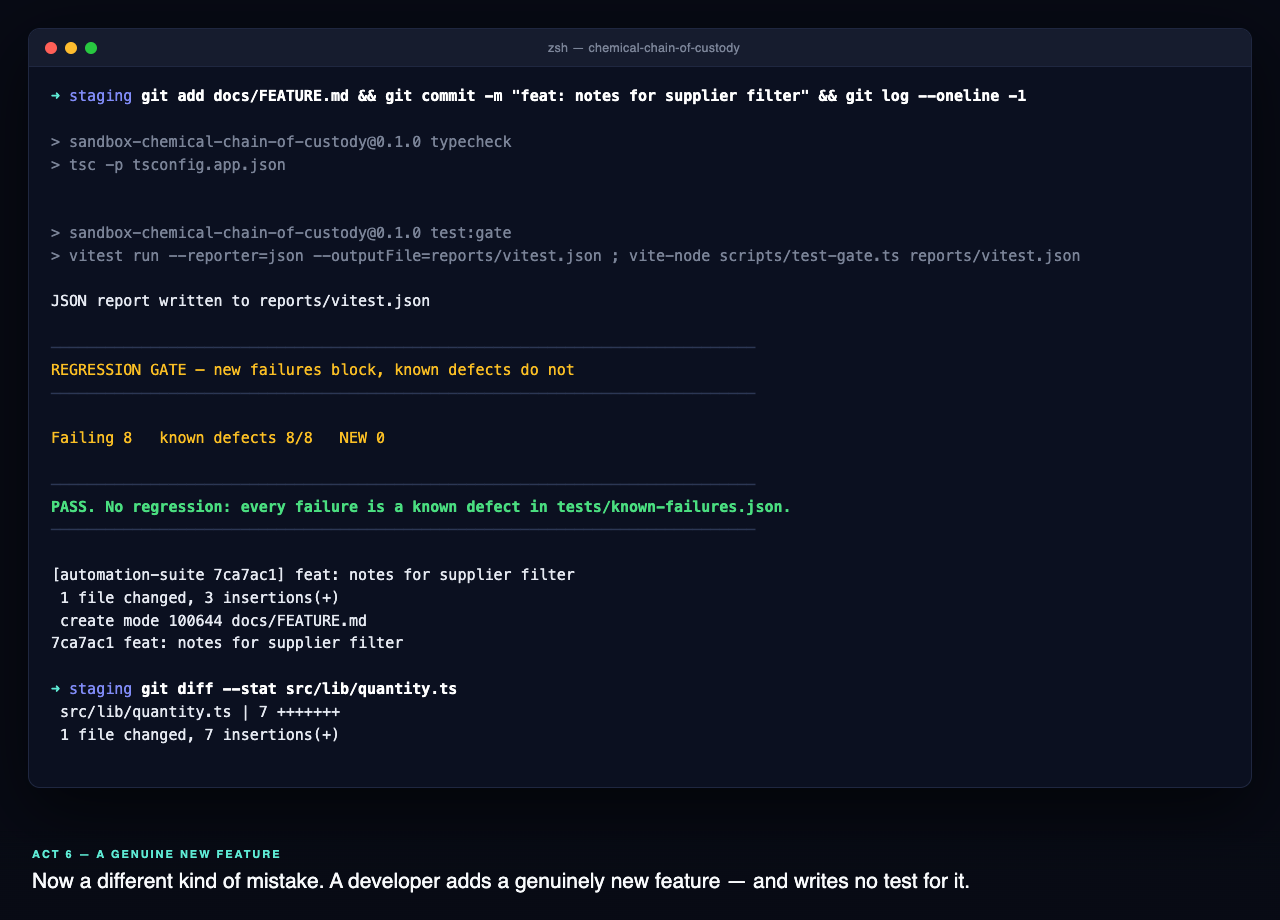 zsh — chemical-chain-of-custody
➜ staging git add docs/FEATURE.md && git commit -m "feat: notes for supplier filter" && git log --oneline -1
> sandbox-chemical-chain-of-custody@0.1.0 typecheck
> tsc -p tsconfig.app.json
> sandbox-chemical-chain-of-custody@0.1.0 test:gate
> vitest run --reporter=json --outputFile=reports/vitest.json ; vite-node scripts/test-gate.ts reports/vitest.json
JSON report written to reports/vitest.json
REGRESSION GATE — new failures block, known defects do not
Failing 8   known defects 8/8   NEW 0
PASS. No regression: every failure is a known defect in tests/known-failures.json.
[automation-suite 7ca7ac1] feat: notes for supplier filter
 1 file changed, 3 insertions(+)
 create mode 100644 docs/FEATURE.md
7ca7ac1 feat: notes for supplier filter
➜ staging git diff --stat src/lib/quantity.ts
 src/lib/quantity.ts | 7 +++++++
 1 file changed, 7 insertions(+)
ACT 6 — A GENUINE NEW FEATURE
Now a different kind of mistake. A developer adds a genuinely new feature — and writes no test for it.